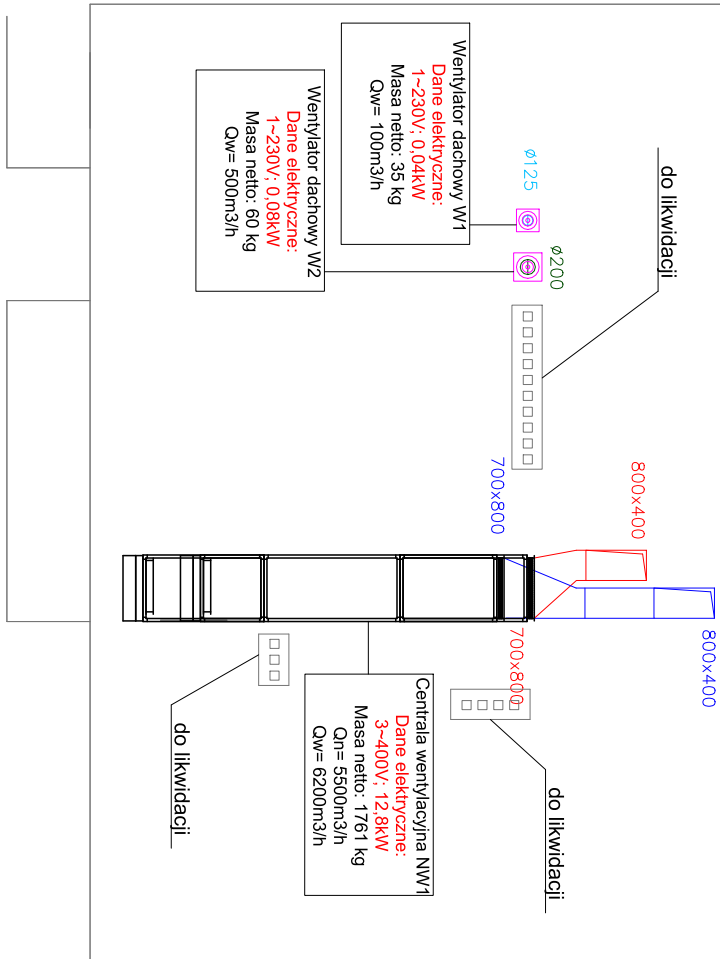 do likwidacji
ø125
ø200
Wentylator dachowy W1
Dane elektryczne:
1~230V; 0,04kW
Masa netto: 35 kg
Qw= 100m3/h
Wentylator dachowy W2
Dane elektryczne:
1~230V; 0,08kW
Masa netto: 60 kg
Qw= 500m3/h
800x400
700x800
800x400
700x800
Centrala wentylacyjna NW1
Dane elektryczne:
3~400V; 12,8kW
Masa netto: 1761 kg
Qn= 5500m3/h
Qw= 6200m3/h
do likwidacji
do likwidacji